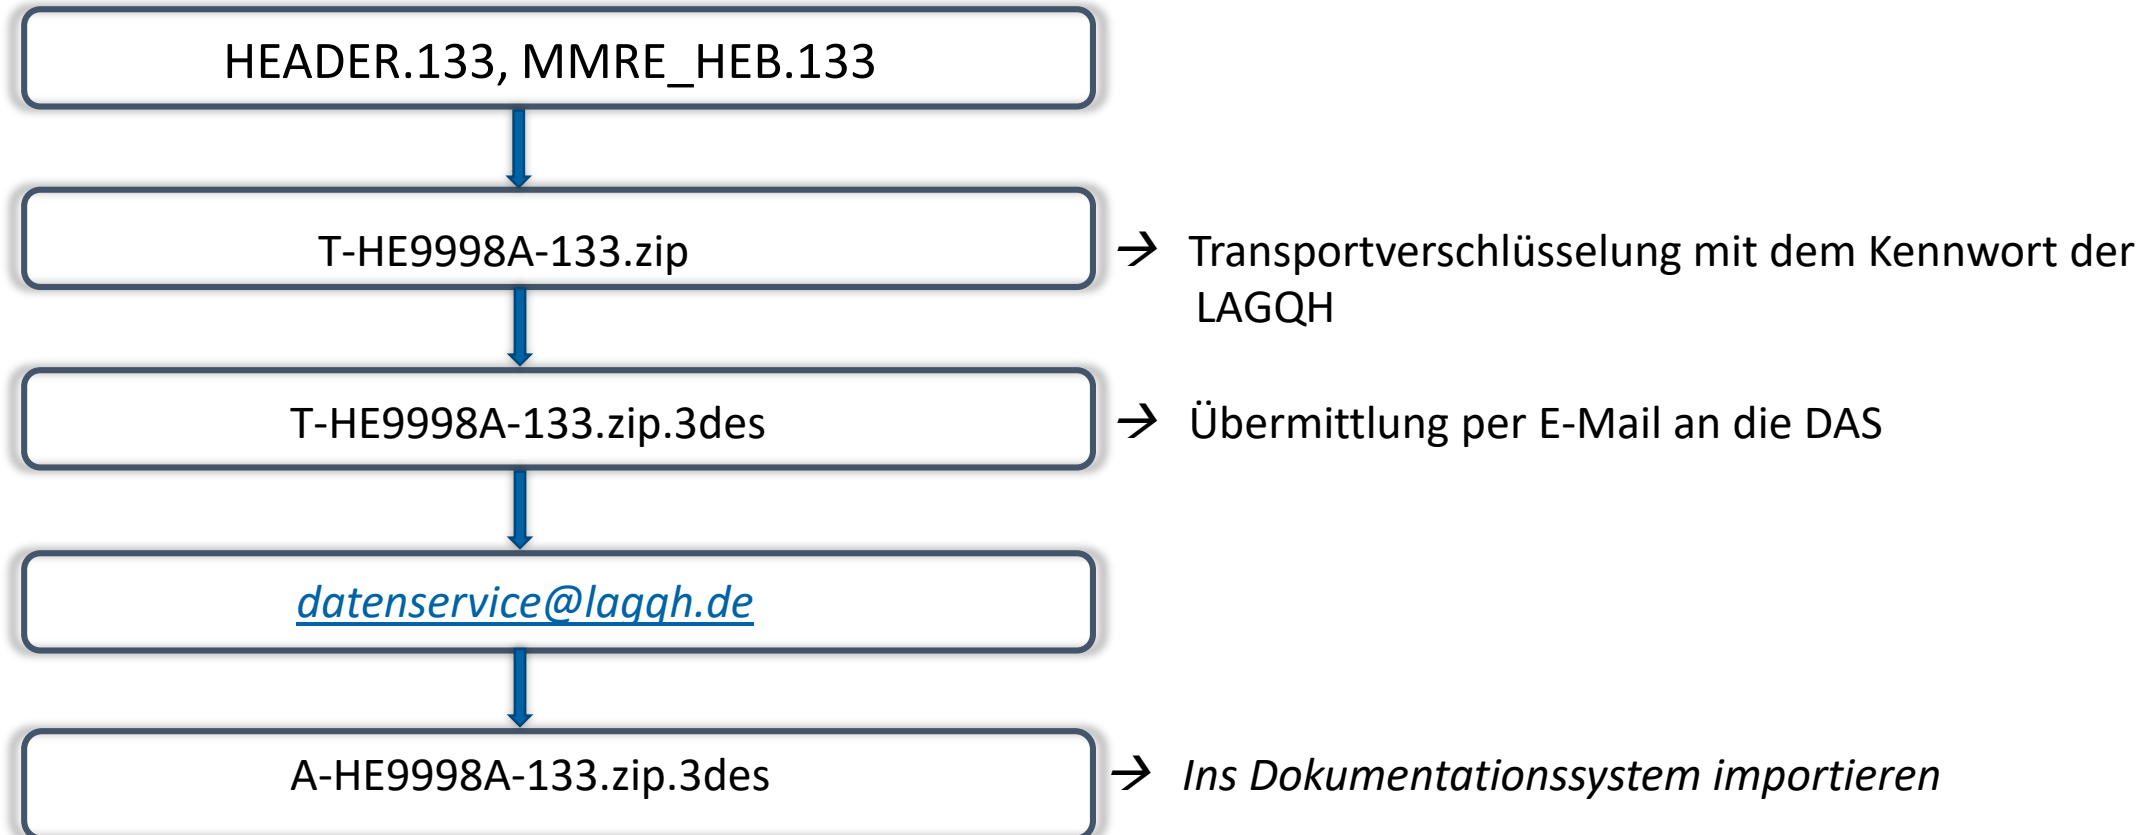 HEADER.133, MMRE_HEB.133
T-HE9998A-133.zip
→ Transportverschlüsselung mit dem Kennwort der
LAGQH
T-HE9998A-133.zip.3des
→ Übermittlung per E-Mail an die DAS
datenservice@lagqh.de
A-HE9998A-133.zip.3des
→ Ins Dokumentationssystem importieren